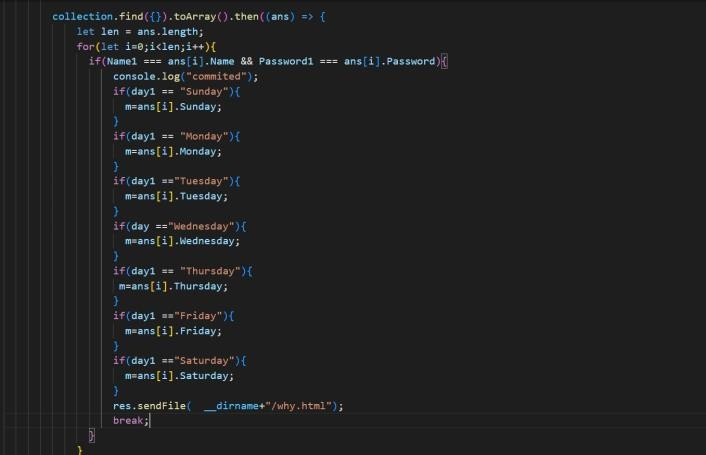 collection.find({}).toArray().then((ans) => {
let len = ans.length;
for(let i=0;i<len;i++){
if(Name1 === ans[i].Name && Password1 === ans[i].Password){
console.log("commited");
if(day1 == "Sunday"){
m=ans[i].Sunday;
}
if(day1 == "Monday"){
m=ans[i].Monday;
}
if(day1 =="Tuesday"){
m=ans[i].Tuesday;
}
if(day =="Wednesday"){
m=ans[i].Wednesday;
}
if(day1 == "Thursday"){
m=ans[i].Thursday;
}
if(day1 =="Friday"){
m=ans[i].Friday;
}
if(day1 =="Saturday"){
m=ans[i].Saturday;
}
res.sendFile(  __dirname+"/why.html");
break;
}
}